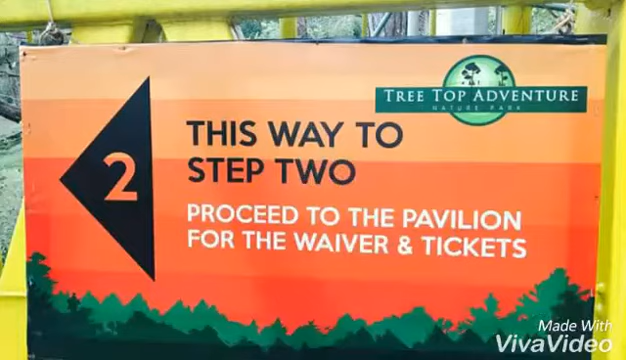 TREE TOP ADVENTURE
NATURE PARK
2
THIS WAY TO
STEP TWO
PROCEED TO THE PAVILION
FOR THE WAIVER & TICKETS
Made With
VivaVideo